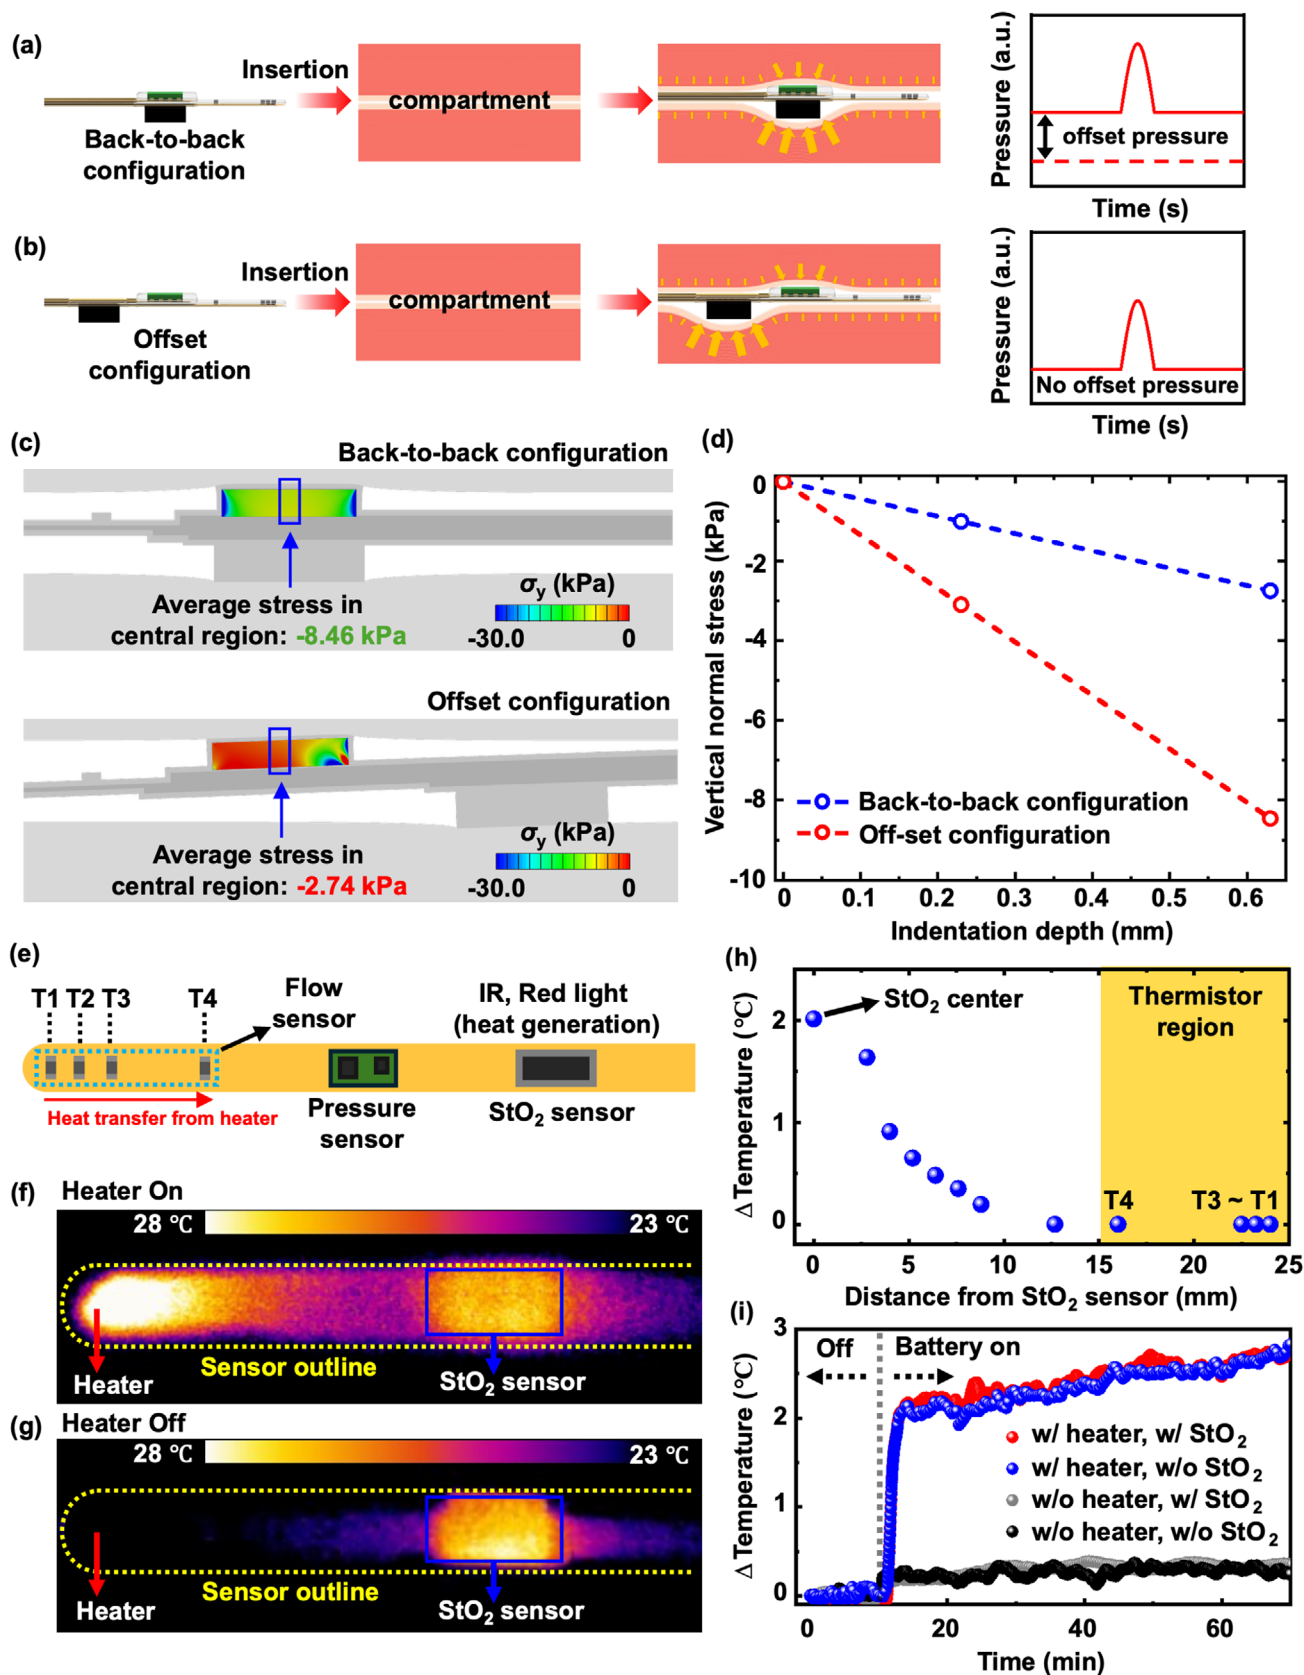 (a)
Insertion
Back-to-back
configuration
compartment
Pressure (a.u.)
offset pressure
Time (s)
(b)
Insertion
Offset
configuration
compartment
Pressure (a.u.)
No offset pressure
Time (s)
(c)
Back-to-back configuration
Average stress in
central region: -8.46 kPa
σy (kPa)
-30.0 0
Offset configuration
Average stress in
central region: -2.74 kPa
σy (kPa)
-30.0 0
(d)
Vertical normal stress (kPa)
0
-2
-4
-6
-8
-10
Back-to-back configuration
Off-set configuration
0 0.1 0.2 0.3 0.4 0.5 0.6
Indentation depth (mm)
(e)
T1 T2 T3 T4
Flow
sensor
IR, Red light
(heat generation)
Heat transfer from heater
Pressure
sensor
StO2 sensor
(f) Heater On
28 ℃ 23 ℃
Sensor outline
Heater
StO2 sensor
(g) Heater Off
28 ℃ 23 ℃
Sensor outline
Heater
StO2 sensor
(h)
Δ Temperature (℃)
2
1
0
StO2 center
Thermistor
region
T4 T3 ~ T1
0 5 10 15 20 25
Distance from StO2 sensor (mm)
(i)
Δ Temperature (℃)
3
2
1
0
Off Battery on
w/ heater, w/ StO2
w/ heater, w/o StO2
w/o heater, w/ StO2
w/o heater, w/o StO2
0 20 40 60
Time (min)